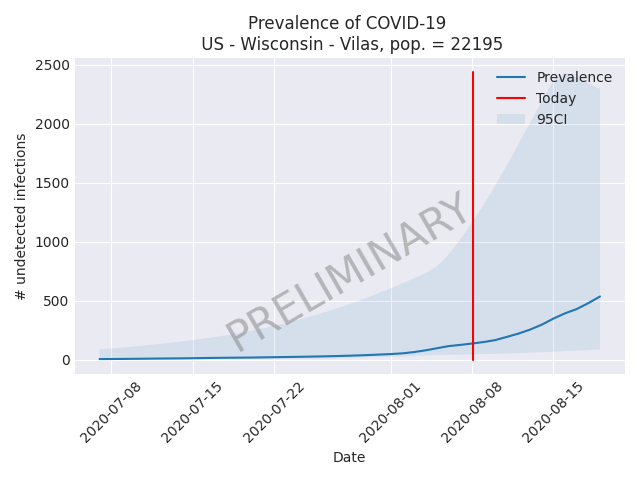 Prevalence of COVID-19
US - Wisconsin - Vilas, pop. = 22195
2500
2000
1500
1000
500
0
# undetected infections
Prevalence
Today
95CI
PRELIMINARY
2020-07-08
2020-07-15
2020-07-22
2020-08-01
2020-08-08
2020-08-15
Date